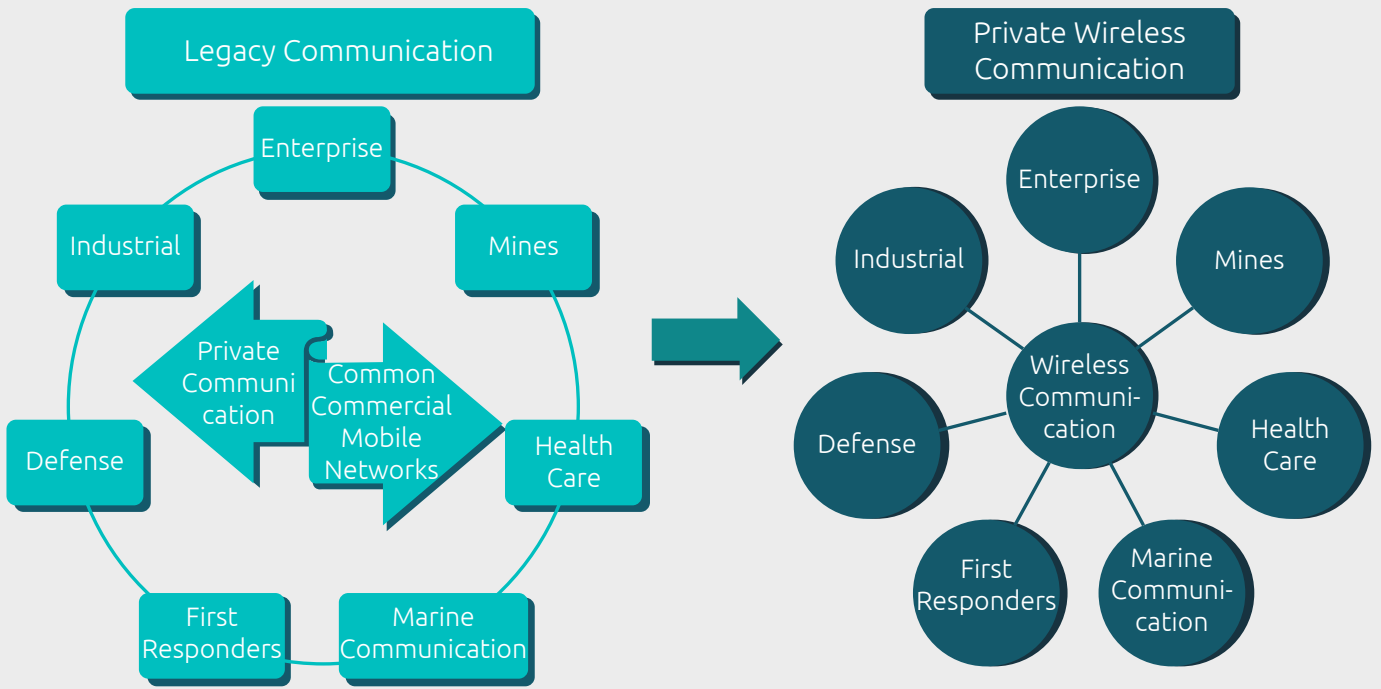 Legacy Communication
Enterprise
Industrial
Mines
Private
Communi
cation
Common
Commercial
Mobile
Networks
Defense
Health
Care
First
Responders
Marine
Communication
Private Wireless
Communication
Enterprise
Industrial
Mines
Wireless
Communi-
cation
Defense
Health
Care
First
Responders
Marine
Communi-
cation